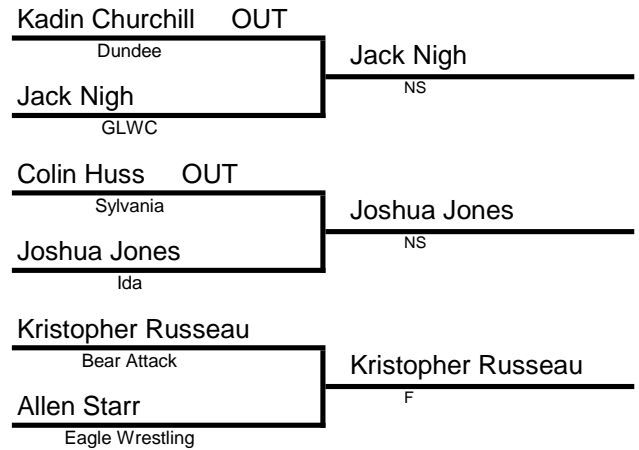 Kadin Churchill OUT
Dundee
Jack Nigh
NS
Jack Nigh
GLWC
Colin Huss OUT
Sylvania
Joshua Jones
NS
Joshua Jones
Ida
Kristopher Russeau
Bear Attack
Kristopher Russeau
F
Allen Starr
Eagle Wrestling